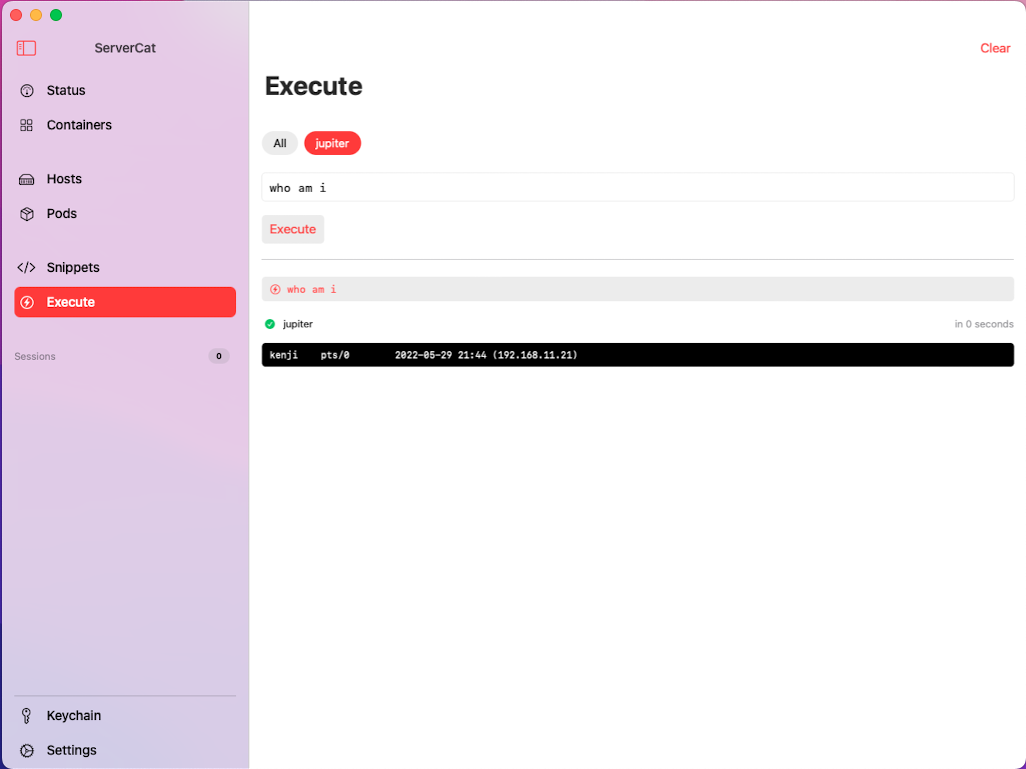 ServerCat
Status
Containers
Hosts
Pods
Snippets
Execute
Sessions 0
Keychain
Settings
Clear
Execute
All jupiter
who am i
Execute
who am i
jupiter in 0 seconds
kenji pts/0 2022-05-29 21:44 (192.168.11.21)